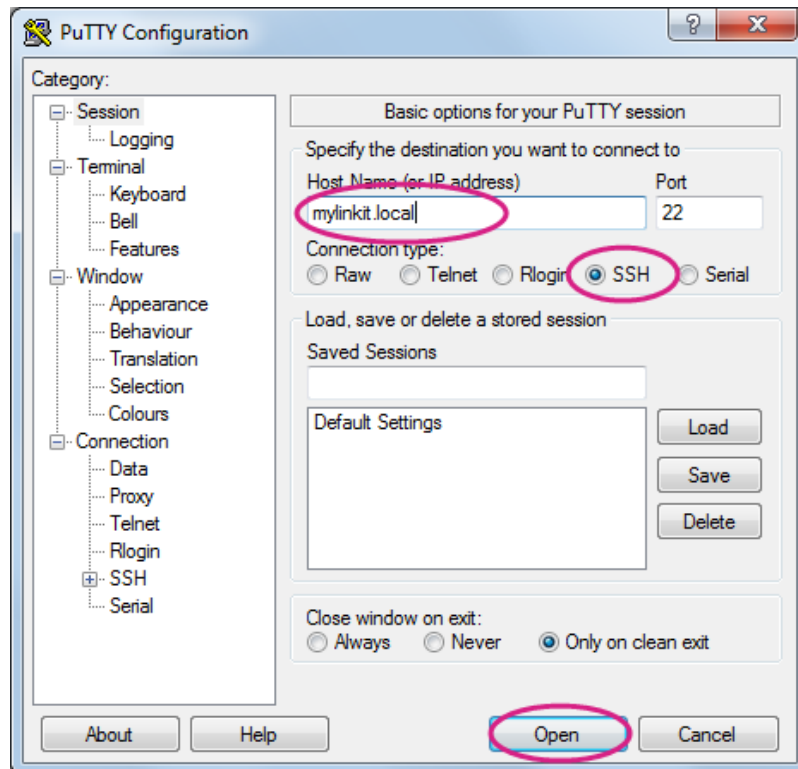 PuTTY Configuration
Category:
Session
Logging
Terminal
Keyboard
Bell
Features
Window
Appearance
Behaviour
Translation
Selection
Colours
Connection
Data
Proxy
Telnet
Rlogin
SSH
Serial
Basic options for your PuTTY session
Specify the destination you want to connect to
Host Name (or IP address) Port
mylinkit.local 22
Connection type:
Raw Telnet Rlogin SSH Serial
Load, save or delete a stored session
Saved Sessions
Default Settings
Load
Save
Delete
Close window on exit:
Always Never Only on clean exit
About Help Open Cancel